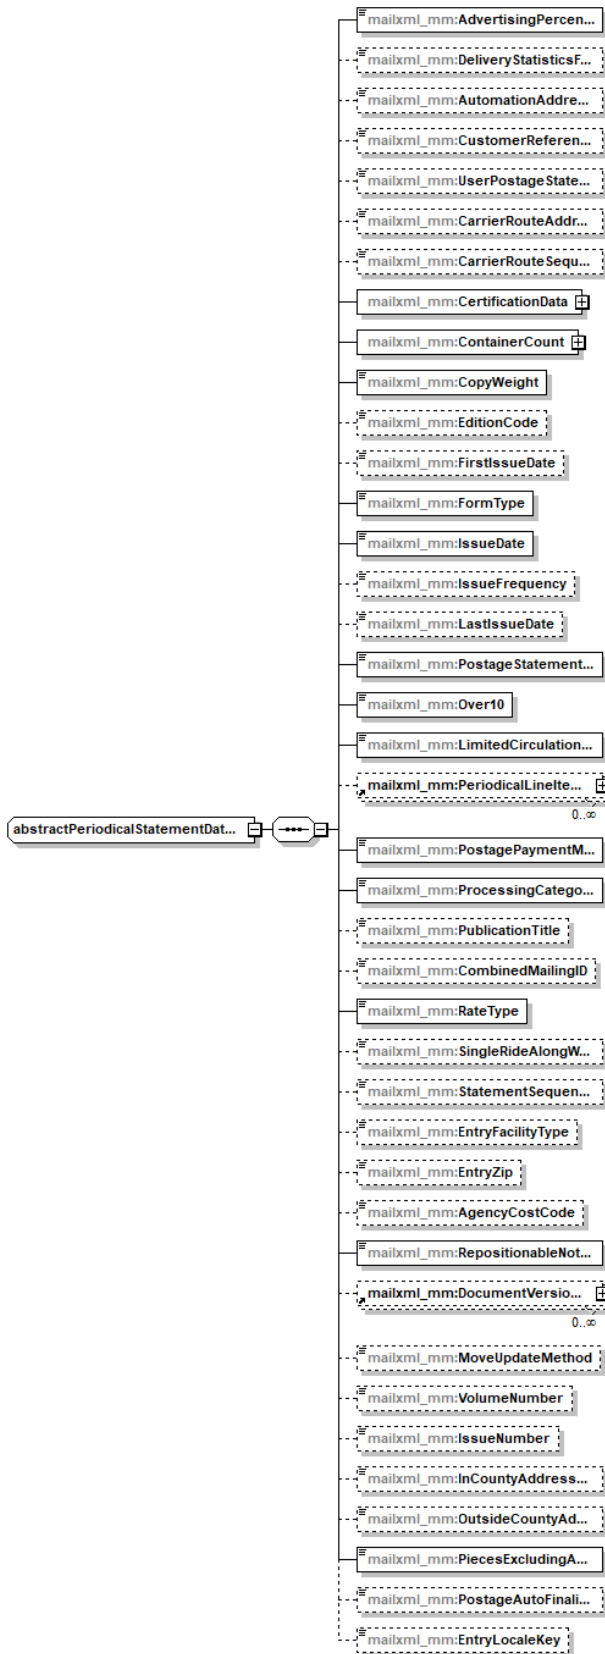 mailxml_mm:AdvertisingPercen...
mailxml_mm:DeliveryStatisticsF...
mailxml_mm:AutomationAddre...
mailxml_mm:CustomerReferen...
mailxml_mm:UserPostageState...
mailxml_mm:CarrierRouteAddr...
mailxml_mm:CarrierRouteSequ...
mailxml_mm:CertificationData
mailxml_mm:ContainerCount
mailxml_mm:CopyWeight
mailxml_mm:EditionCode
mailxml_mm:FirstIssueDate
mailxml_mm:FormType
mailxml_mm:IssueDate
mailxml_mm:IssueFrequency
mailxml_mm:LastIssueDate
mailxml_mm:PostageStatement...
mailxml_mm:Over10
mailxml_mm:LimitedCirculation...
mailxml_mm:PeriodicalLineIte...
0..∞
abstractPeriodicalStatementDat...
mailxml_mm:PostagePaymentM...
mailxml_mm:ProcessingCatego...
mailxml_mm:PublicationTitle
mailxml_mm:CombinedMailingID
mailxml_mm:RateType
mailxml_mm:SingleRideAlongW...
mailxml_mm:StatementSequen...
mailxml_mm:EntryFacilityType
mailxml_mm:EntryZip
mailxml_mm:AgencyCostCode
mailxml_mm:RepositionableNot...
mailxml_mm:DocumentVersio...
0..∞
mailxml_mm:MoveUpdateMethod
mailxml_mm:VolumeNumber
mailxml_mm:IssueNumber
mailxml_mm:InCountyAddress...
mailxml_mm:OutsideCountyAd...
mailxml_mm:PiecesExcludingA...
mailxml_mm:PostageAutoFinali...
mailxml_mm:EntryLocaleKey